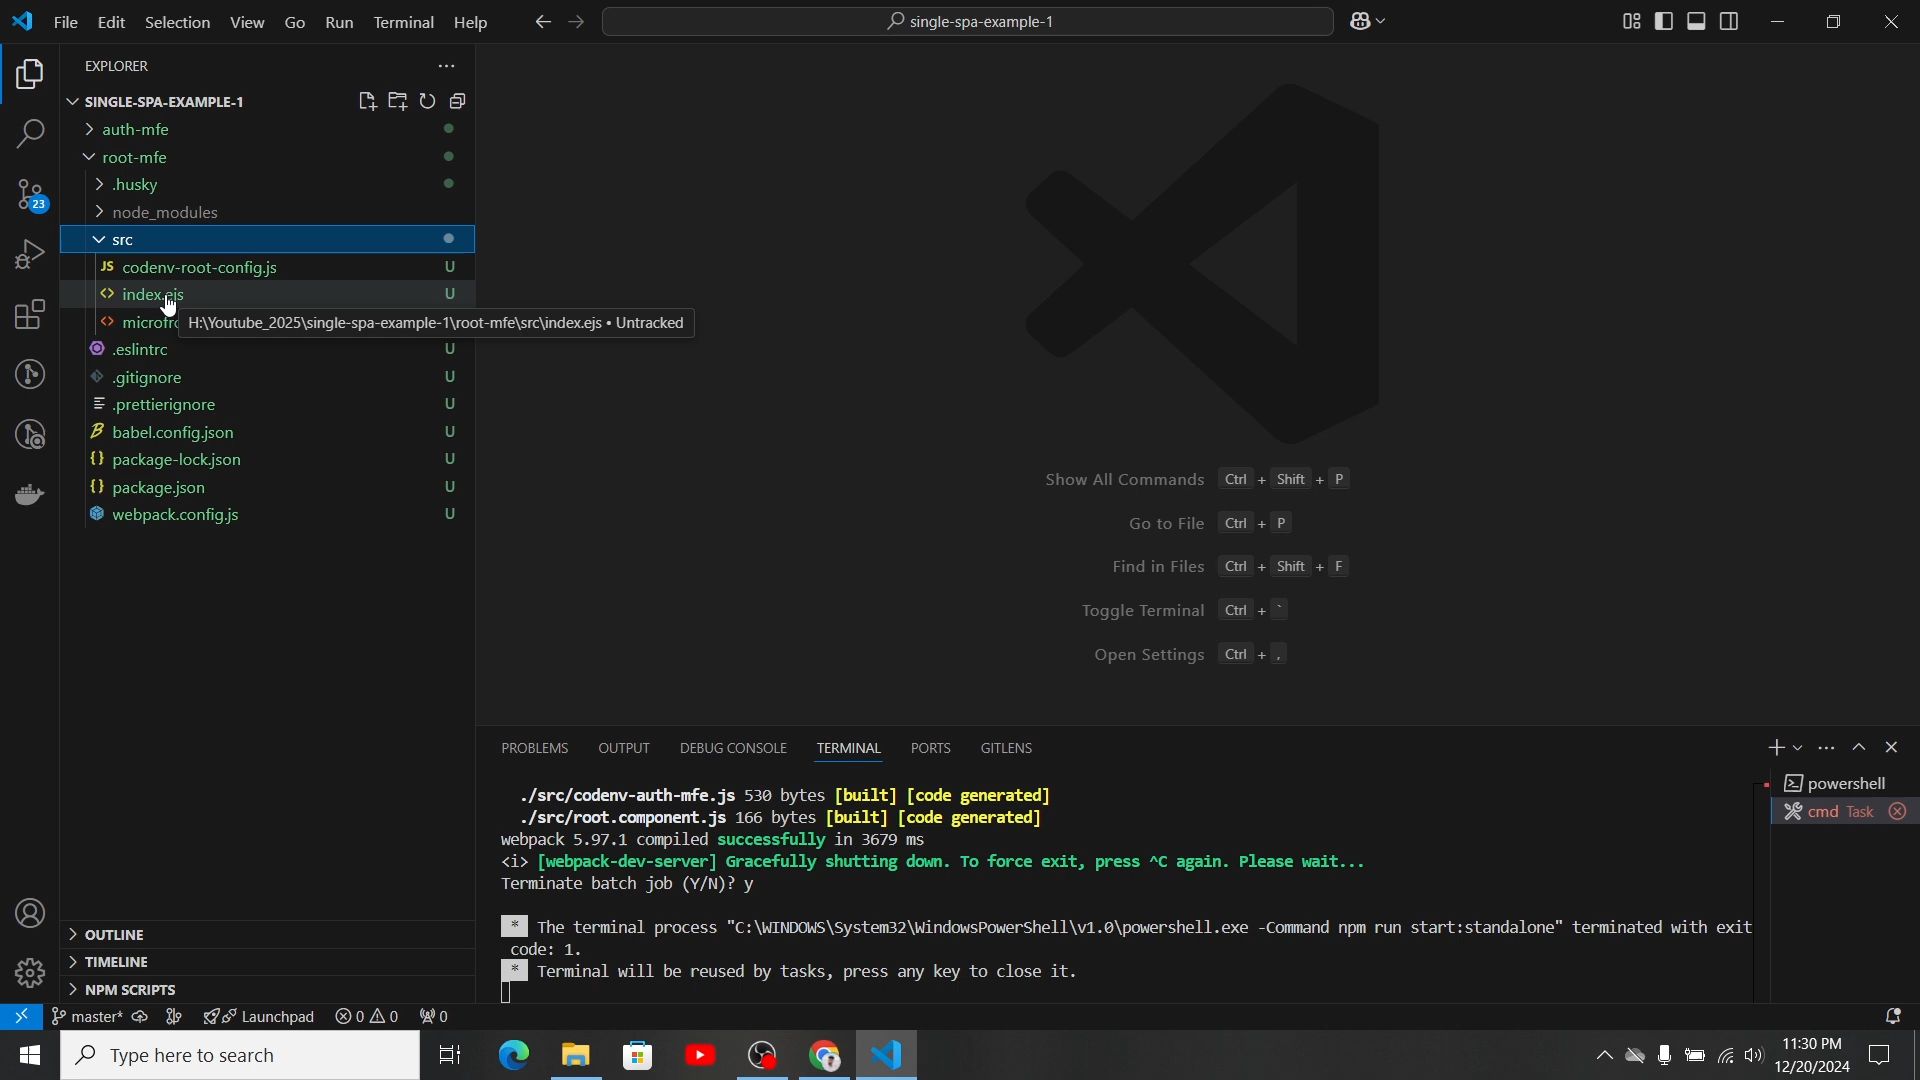 File Edit Selection View Go Run Terminal Help
single-spa-example-1
EXPLORER
SINGLE-SPA-EXAMPLE-1
auth-mfe
root-mfe
.husky
node_modules
src
JS codenv-root-config.js U
<> index.ejs U
<> microfr
H:\Youtube_2025\single-spa-example-1\root-mfe\src\index.ejs • Untracked
.eslintrc U
.gitignore U
.prettierignore U
babel.config.json U
{} package-lock.json U
{} package.json U
webpack.config.js U
23
OUTLINE
TIMELINE
NPM SCRIPTS
Show All Commands Ctrl + Shift + P
Go to File Ctrl + P
Find in Files Ctrl + Shift + F
Toggle Terminal Ctrl + `
Open Settings Ctrl + ,
PROBLEMS OUTPUT DEBUG CONSOLE TERMINAL PORTS GITLENS
./src/codenv-auth-mfe.js 530 bytes [built] [code generated]
./src/root.component.js 166 bytes [built] [code generated]
webpack 5.97.1 compiled successfully in 3679 ms
<i> [webpack-dev-server] Gracefully shutting down. To force exit, press ^C again. Please wait...
Terminate batch job (Y/N)? y
* The terminal process "C:\WINDOWS\System32\WindowsPowerShell\v1.0\powershell.exe -Command npm run start:standalone" terminated with exit
code: 1.
* Terminal will be reused by tasks, press any key to close it.
powershell
cmd Task
master* Launchpad 0 0 0
Type here to search
11:30 PM
12/20/2024